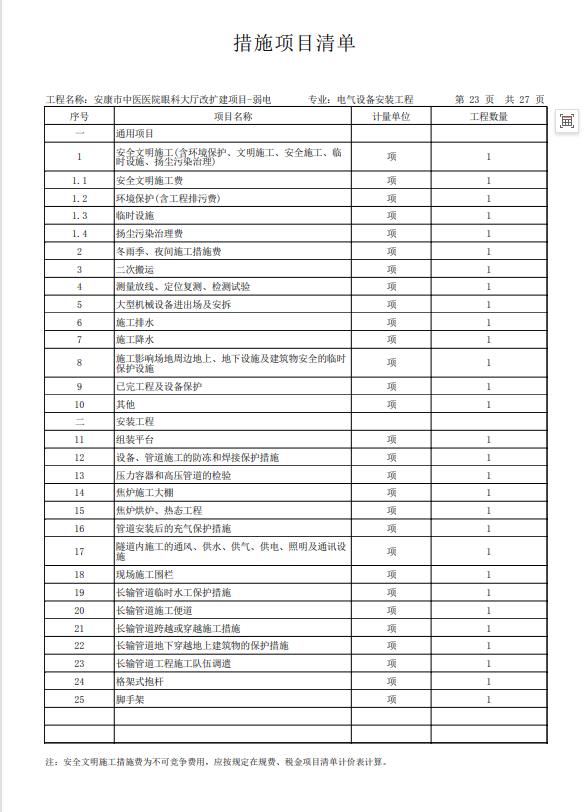 措施项目清单
工程名称：安康市中医医院眼科大厅改扩建项目-弱电 专业：电气设备安装工程 第 23 页 共 27 页
序号 项目名称 计量单位 工程数量
一 通用项目
1 安全文明施工(含环境保护、文明施工、安全施工、临
时设施、扬尘污染治理) 项 1
1.1 安全文明施工费 项 1
1.2 环境保护(含工程排污费) 项 1
1.3 临时设施 项 1
1.4 扬尘污染治理费 项 1
2 冬雨季、夜间施工措施费 项 1
3 二次搬运 项 1
4 测量放线、定位复测、检测试验 项 1
5 大型机械设备进出场及安拆 项 1
6 施工排水 项 1
7 施工降水 项 1
8 施工影响场地周边地上、地下设施及建筑物安全的临时
保护设施 项 1
9 已完工程及设备保护 项 1
10 其他 项 1
二 安装工程
11 组装平台 项 1
12 设备、管道施工的防冻和焊接保护措施 项 1
13 压力容器和高压管道的检验 项 1
14 焦炉施工大棚 项 1
15 焦炉烘炉、热态工程 项 1
16 管道安装后的充气保护措施 项 1
17 隧道内施工的通风、供水、供气、供电、照明及通讯设
施 项 1
18 现场施工围栏 项 1
19 长输管道临时水工保护措施 项 1
20 长输管道施工便道 项 1
21 长输管道跨越或穿越施工措施 项 1
22 长输管道地下穿越地上建筑物的保护措施 项 1
23 长输管道工程施工队伍调遣 项 1
24 格架式抱杆 项 1
25 脚手架 项 1
注：安全文明施工措施费为不可竞争费用，应按规定在规费、税金项目清单计价表计算。